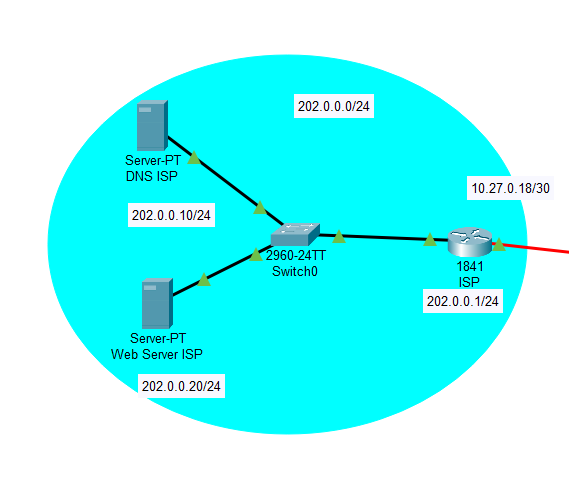 202.0.0.0/24
Server-PT
DNS ISP
10.27.0.18/30
202.0.0.10/24
2960-24TT
Switch0
1841
ISP
202.0.0.1/24
Server-PT
Web Server ISP
202.0.0.20/24